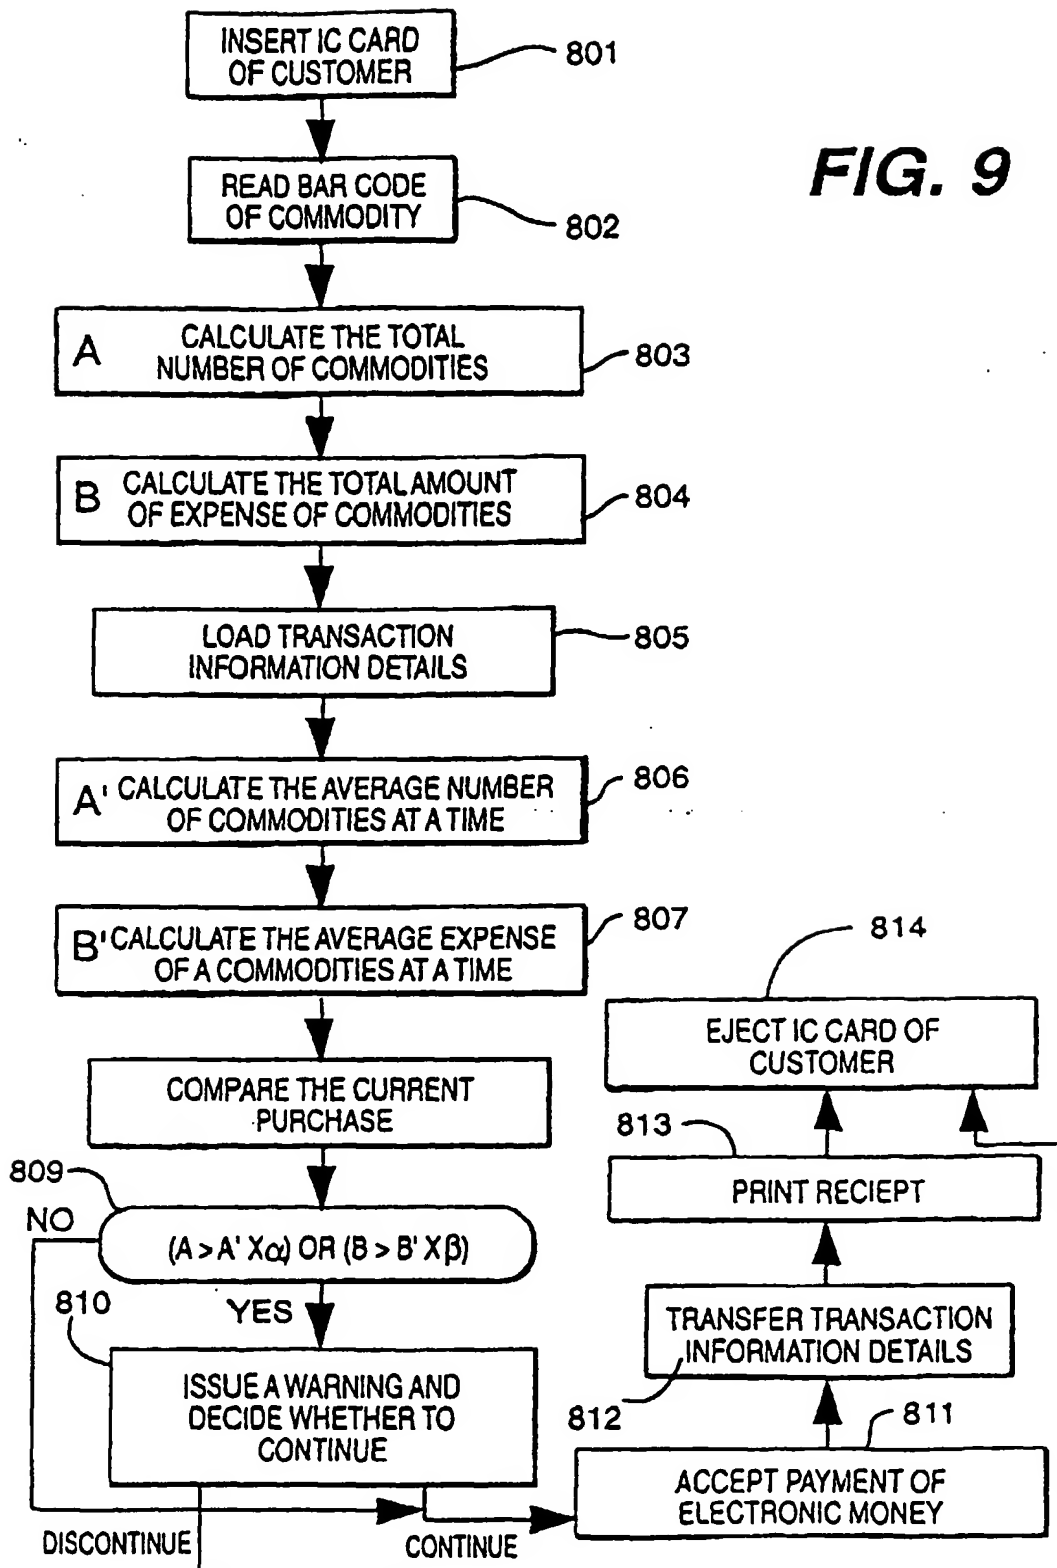 INSERT IC CARD
OF CUSTOMER
801
FIG. 9
READ BAR CODE
OF COMMODITY
802
A CALCULATE THE TOTAL
NUMBER OF COMMODITIES
803
B CALCULATE THE TOTAL AMOUNT
OF EXPENSE OF COMMODITIES
804
LOAD TRANSACTION
INFORMATION DETAILS
805
A' CALCULATE THE AVERAGE NUMBER
OF COMMODITIES AT A TIME
806
B' CALCULATE THE AVERAGE EXPENSE
OF A COMMODITIES AT A TIME
807
COMPARE THE CURRENT
PURCHASE
809
NO
(A > A' X α) OR (B > B' X β)
YES
810
ISSUE A WARNING AND
DECIDE WHETHER TO
CONTINUE
DISCONTINUE
CONTINUE
811
ACCEPT PAYMENT OF
ELECTRONIC MONEY
812
TRANSFER TRANSACTION
INFORMATION DETAILS
813
PRINT RECIEPT
814
EJECT IC CARD OF
CUSTOMER